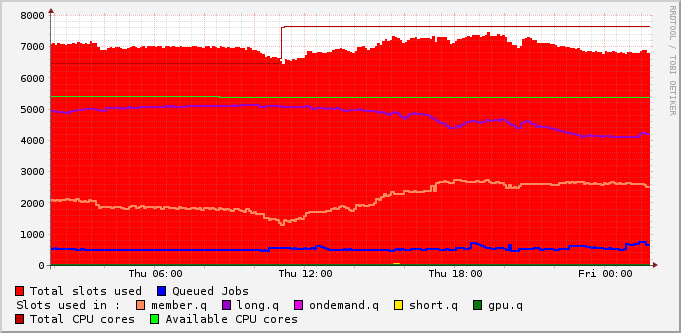 RRDTOOL / TOBI OETIKER
8000
7000
6000
5000
4000
3000
2000
1000
0
Thu 06:00 Thu 12:00 Thu 18:00 Fri 00:00
Total slots used Queued Jobs
Slots used in : member.q long.q ondemand.q short.q gpu.q
Total CPU cores Available CPU cores